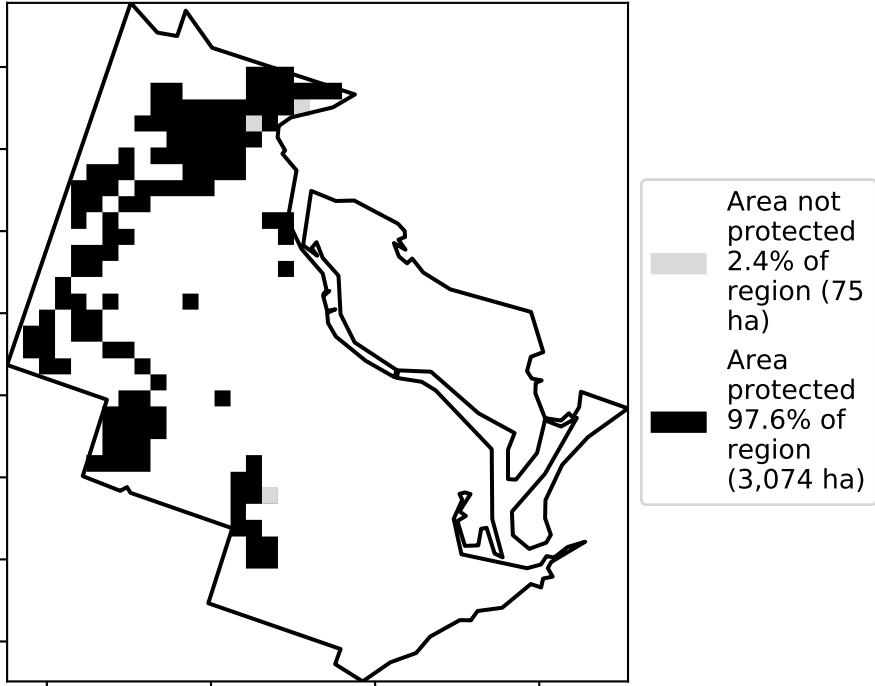 Area not
protected
2.4% of
region (75
ha)
Area
protected
97.6% of
region
(3,074 ha)